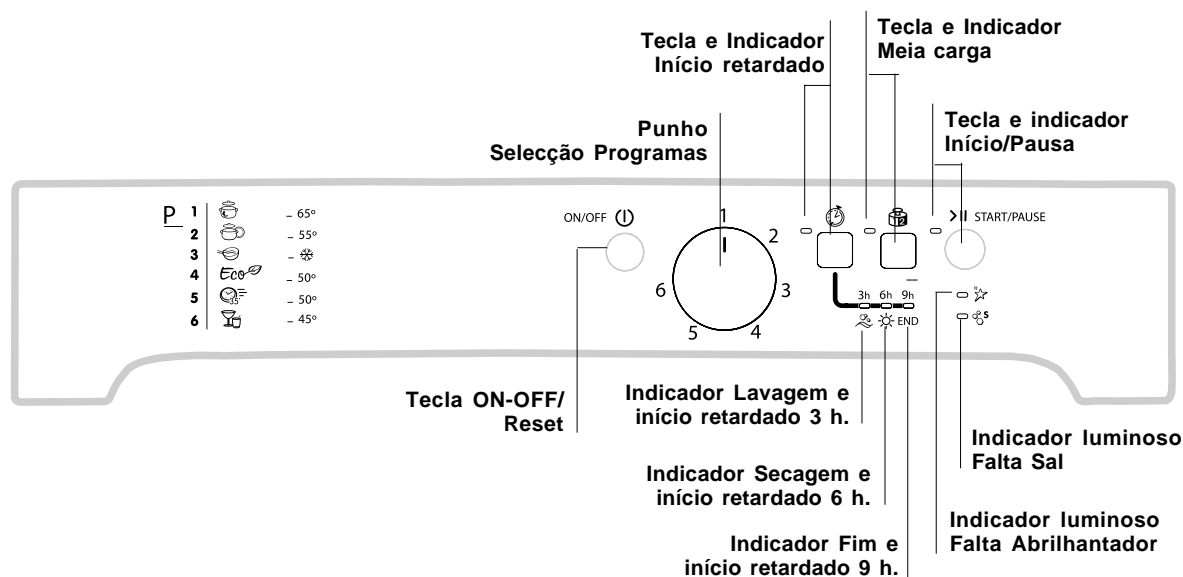 Tecla e Indicador
Início retardado
Tecla e Indicador
Meia carga
Tecla e indicador
Início/Pausa
Punho
Selecção Programas
P
1 - 65º
2 - 55º
3 -
4 Eco - 50º
5 35' - 50º
6 - 45º
ON/OFF
1
2
3
4
5
6
START/PAUSE
3h 6h 9h
END
S
Tecla ON-OFF/
Reset
Indicador Lavagem e
início retardado 3 h.
Indicador Secagem e
início retardado 6 h.
Indicador Fim e
início retardado 9 h.
Indicador luminoso
Falta Sal
Indicador luminoso
Falta Abrilhantador